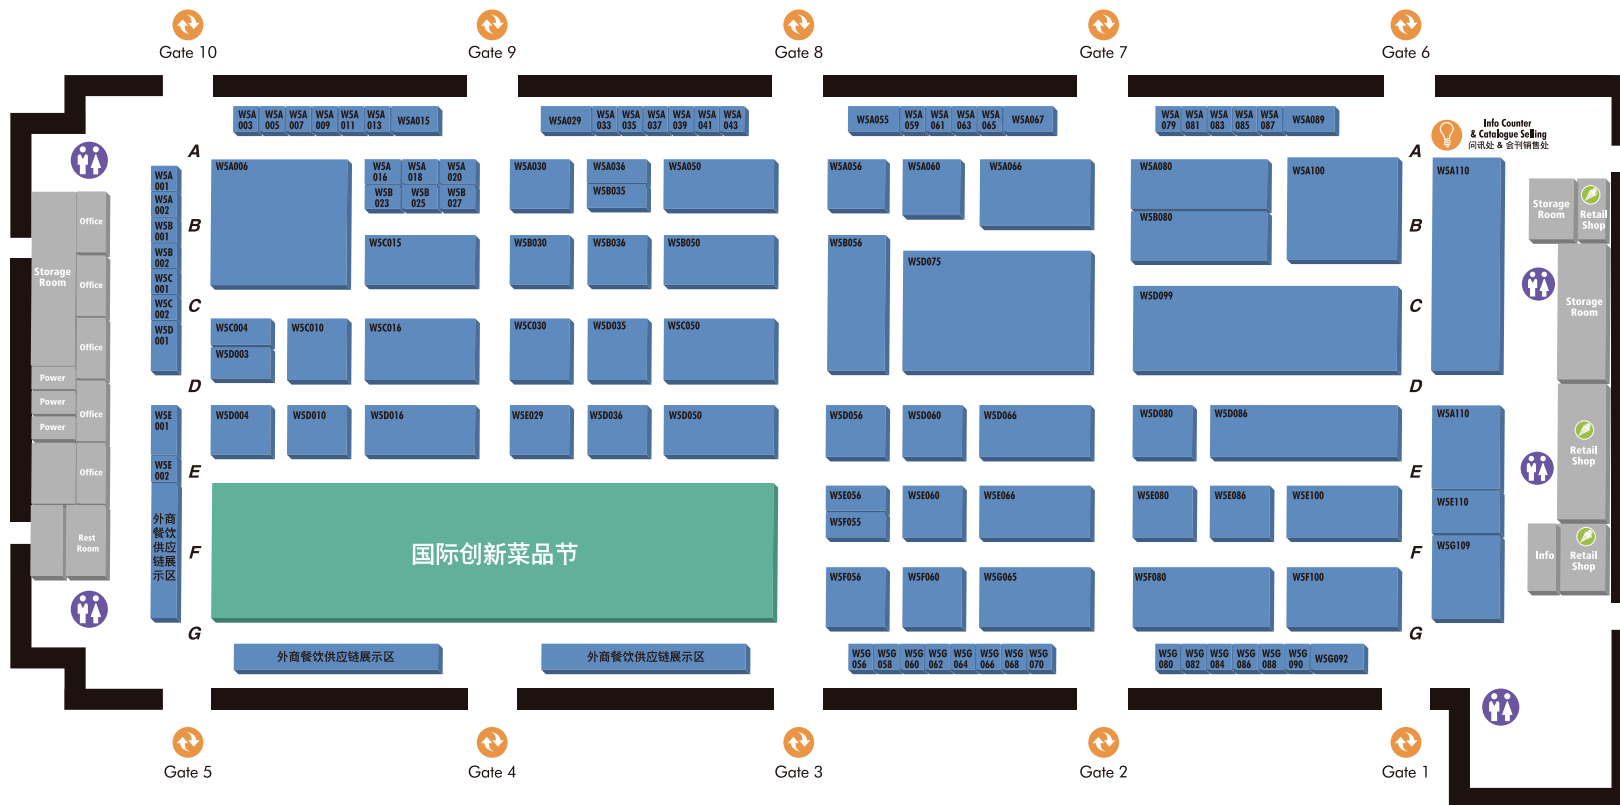 Gate 10
Gate 9
Gate 8
Gate 7
Gate 6
W5A
003
W5A
005
W5A
007
W5A
009
W5A
011
W5A
013
W5A015
W5A029
W5A
033
W5A
035
W5A
037
W5A
039
W5A
041
W5A
043
W5A055
W5A
059
W5A
061
W5A
063
W5A
065
W5A067
W5A
079
W5A
081
W5A
083
W5A
085
W5A
087
W5A089
Info Counter
& Catalogue Selling
问讯处 & 会刊销售处
A
A
W5A
001
W5A
002
W5B
001
W5B
002
W5C
001
W5C
002
W5D
001
W5A006
W5A
016
W5A
018
W5A
020
W5B
023
W5B
025
W5B
027
W5A030
W5A036
W5B035
W5A050
W5A056
W5A060
W5A066
W5A080
W5B080
W5A100
W5A110
Storage
Room
Retail
Shop
Office
B
B
W5C015
W5B030
W5B036
W5B050
W5B056
W5D075
Storage
Room
Office
W5D099
C
C
Storage
Room
W5C004
W5D003
W5C010
W5C016
W5C030
W5D035
W5C050
Office
Power
D
D
Power
Office
Power
W5E
001
W5D004
W5D010
W5D016
W5E029
W5D036
W5D050
W5D056
W5D060
W5D066
W5D080
W5D086
W5A110
Retail
Shop
Office
W5E
002
E
E
W5E056
W5F055
W5E060
W5E066
W5E080
W5E086
W5E100
W5E110
外商
餐饮
供应
链展
示区
国际创新菜品节
Rest
Room
F
F
W5G109
Info
Retail
Shop
W5F056
W5F060
W5G065
W5F080
W5F100
G
G
外商餐饮供应链展示区
外商餐饮供应链展示区
W5G
056
W5G
058
W5G
060
W5G
062
W5G
064
W5G
066
W5G
068
W5G
070
W5G
080
W5G
082
W5G
084
W5G
086
W5G
088
W5G
090
W5G092
Gate 5
Gate 4
Gate 3
Gate 2
Gate 1